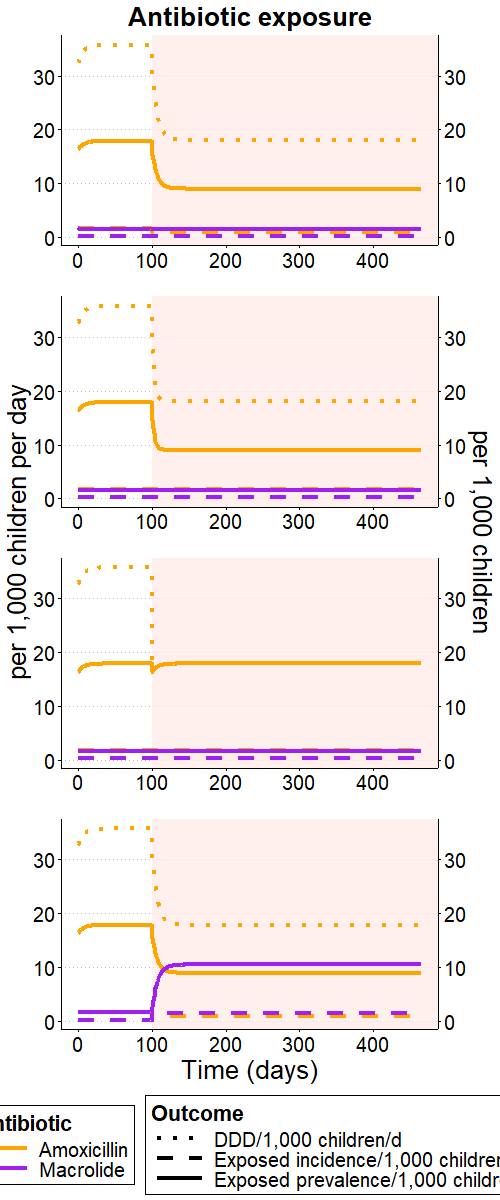 Antibiotic exposure
30 30
20 20
10 10
0 0
0 100 200 300 400
30 30
20 20
10 10
0 0
0 100 200 300 400
per 1,000 children per day
per 1,000 children
30 30
20 20
10 10
0 0
0 100 200 300 400
30 30
20 20
10 10
0 0
0 100 200 300 400
Time (days)
ntibiotic
Amoxicillin
Macrolide
Outcome
DDD/1,000 children/d
Exposed incidence/1,000 children
Exposed prevalence/1,000 childr